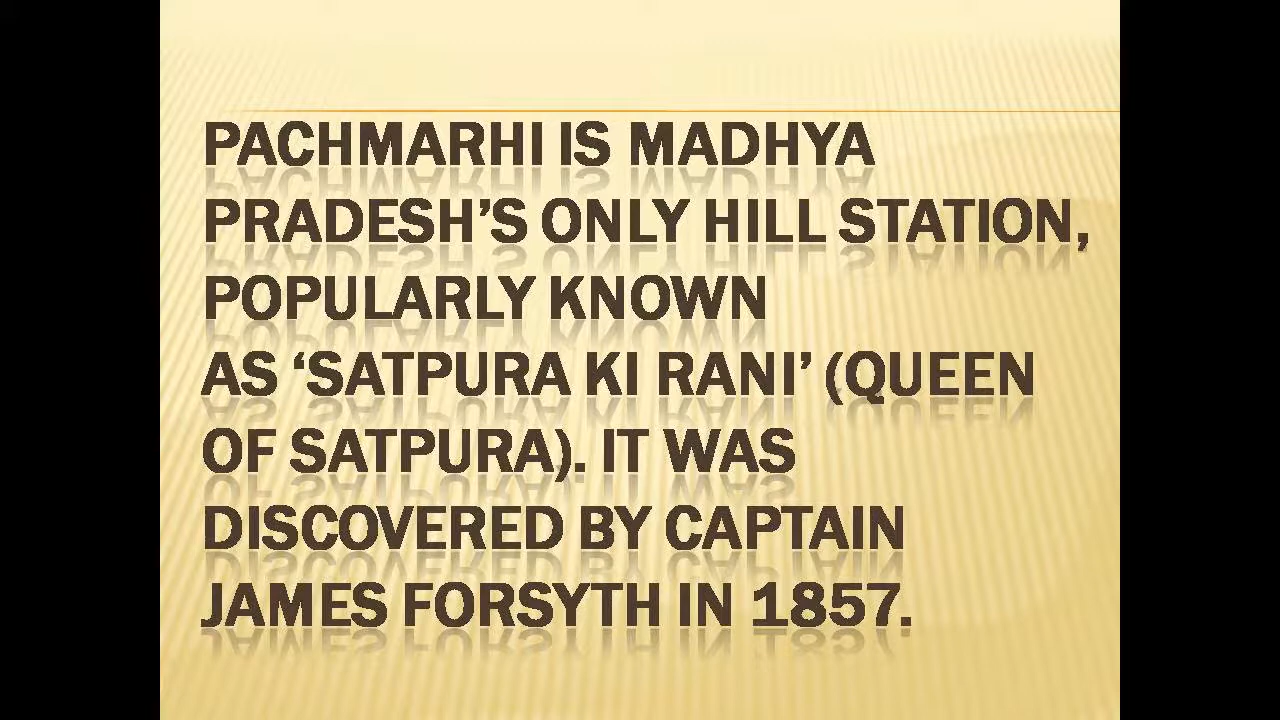 PACHMARHI IS MADHYA
PRADESH’S ONLY HILL STATION,
POPULARLY KNOWN
AS ‘SATPURA KI RANI’ (QUEEN
OF SATPURA). IT WAS
DISCOVERED BY CAPTAIN
JAMES FORSYTH IN 1857.